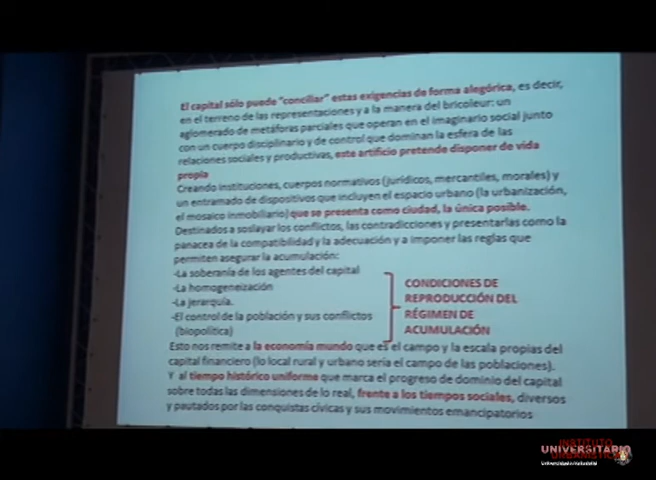 El capital sólo puede "conciliar" estas exigencias de forma alegórica, es decir,
en el terreno de las representaciones y a la manera del bricoleur: un
aglomerado de metáforas parciales que operan en el imaginario social junto
con un cuerpo disciplinario y de control que dominan la esfera de las
relaciones sociales y productivas, este artificio pretende disponer de vida
propia
Creando instituciones, cuerpos normativos (jurídicos, mercantiles, morales) y
un entramado de dispositivos que incluyen el espacio urbano (la urbanización,
el mosaico inmobiliario) que se presenta como ciudad, la única posible.
Destinados a soslayar los conflictos, las contradicciones y presentarlas como la
panacea de la compatibilidad y la adecuación y a imponer las reglas que
permiten asegurar la acumulación:
-La soberanía de los agentes del capital
-La homogeneización
-La jerarquía.
-El control de la población y sus conflictos
(biopolítica)
CONDICIONES DE
REPRODUCCIÓN DEL
RÉGIMEN DE
ACUMULACIÓN
Esto nos remite a la economía mundo que es el campo y la escala propias del
capital financiero (lo local rural y urbano sería el campo de las poblaciones).
Y al tiempo histórico uniforme que marca el progreso de dominio del capital
sobre todas las dimensiones de lo real, frente a los tiempos sociales, diversos
y pautados por las conquistas cívicas y sus movimientos emancipatorios
INSTITUTO
UNIVERSITARIO
URBANÍSTICA
Universidad de Valladolid